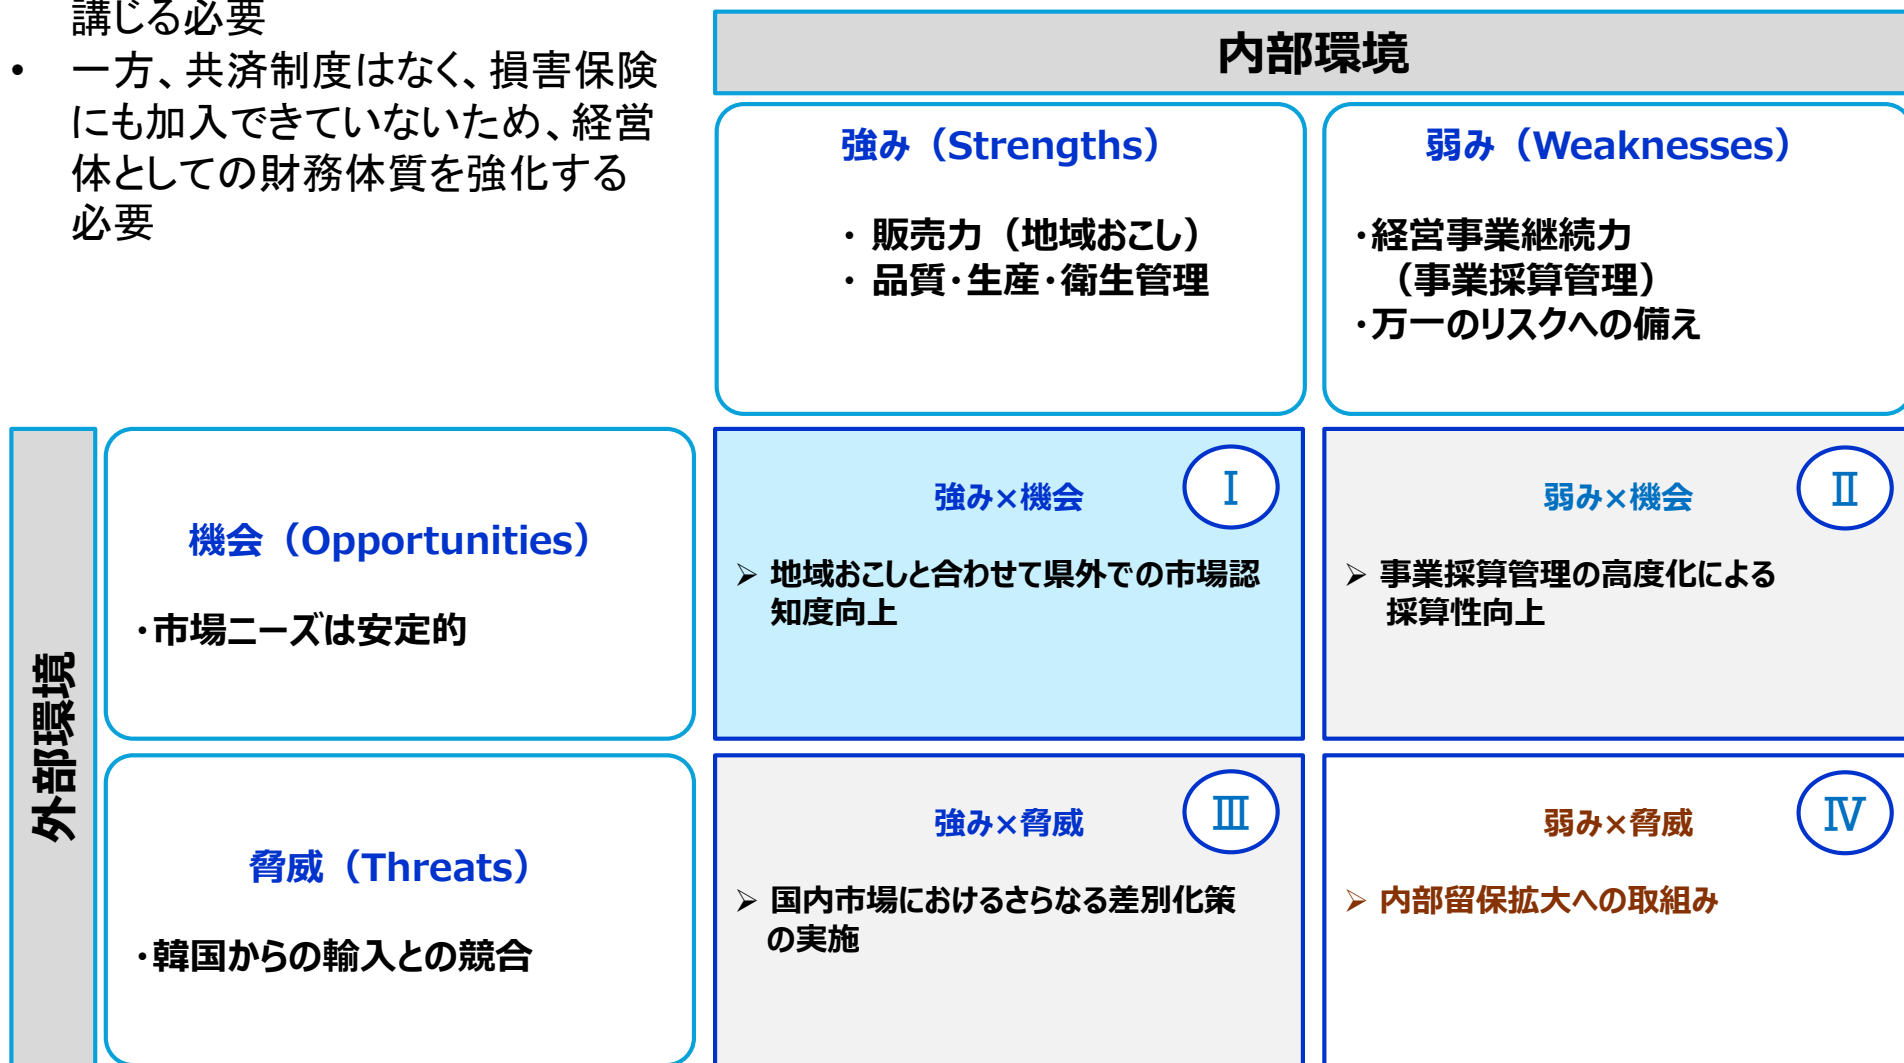 講じる必要
• 一方、共済制度はなく、損害保険
にも加入できていないため、経営
体としての財務体質を強化する
必要
内部環境
強み（Strengths）
・ 販売力（地域おこし）
・ 品質・生産・衛生管理
弱み（Weaknesses）
・経営事業継続力
（事業採算管理）
・万一のリスクへの備え
外部環境
機会（Opportunities）
・市場ニーズは安定的
強み×機会
Ⅰ
➢ 地域おこしと合わせて県外での市場認
知度向上
弱み×機会
Ⅱ
➢ 事業採算管理の高度化による
採算性向上
脅威（Threats）
・韓国からの輸入との競合
強み×脅威
Ⅲ
➢ 国内市場におけるさらなる差別化策
の実施
弱み×脅威
Ⅳ
➢ 内部留保拡大への取組み